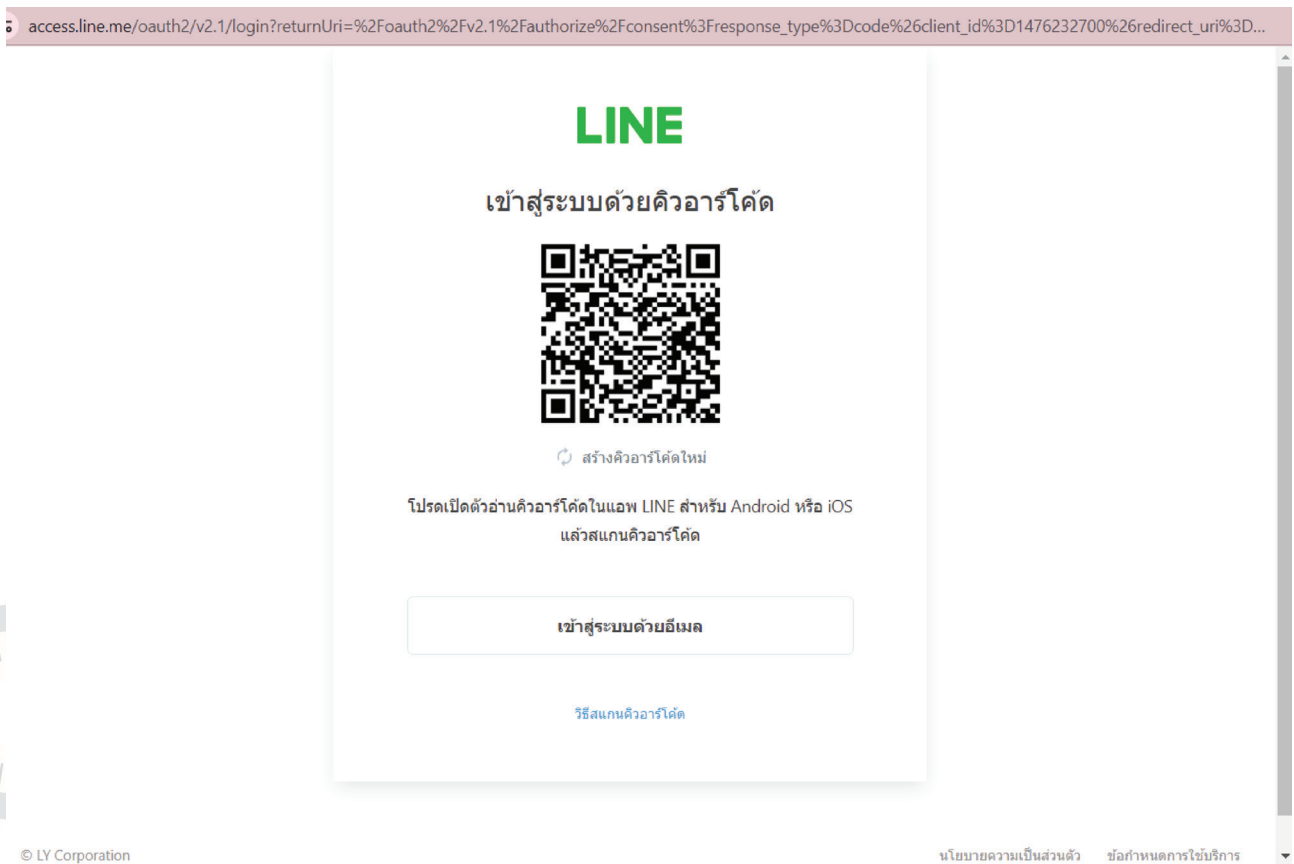 access.line.me/oauth2/v2.1/login?returnUri=%2Foauth2%2Fv2.1%2Fauthorize%2Fconsent%3Fresponse_type%3Dcode%26client_id%3D1476232700%26redirect_uri%3D...
LINE
เข้าสู่ระบบด้วยคิวอาร์โค้ด
สร้างคิวอาร์โค้ดใหม่
โปรดเปิดตัวอ่านคิวอาร์โค้ดในแอพ LINE สำหรับ Android หรือ iOS
แล้วสแกนคิวอาร์โค้ด
เข้าสู่ระบบด้วยอีเมล
วิธีสแกนคิวอาร์โค้ด
© LY Corporation นโยบายความเป็นส่วนตัว ข้อกำหนดการใช้บริการ